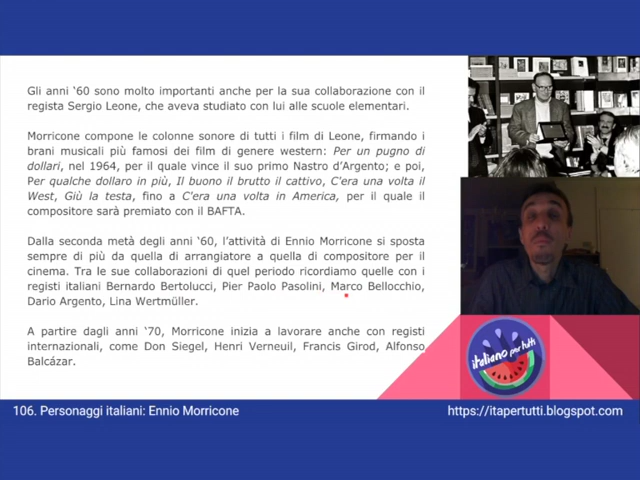 Gli anni ‘60 sono molto importanti anche per la sua collaborazione con il
regista Sergio Leone, che aveva studiato con lui alle scuole elementari.
Morricone compone le colonne sonore di tutti i film di Leone, firmando i
brani musicali più famosi dei film di genere western: Per un pugno di
dollari, nel 1964, per il quale vince il suo primo Nastro d’Argento; e poi,
Per qualche dollaro in più, Il buono il brutto il cattivo, C'era una volta il
West, Giù la testa, fino a C'era una volta in America, per il quale il
compositore sarà premiato con il BAFTA.
Dalla seconda metà degli anni ‘60, l’attività di Ennio Morricone si sposta
sempre di più da quella di arrangiatore a quella di compositore per il
cinema. Tra le sue collaborazioni di quel periodo ricordiamo quelle con i
registi italiani Bernardo Bertolucci, Pier Paolo Pasolini, Marco Bellocchio,
Dario Argento, Lina Wertmüller.
A partire dagli anni ’70, Morricone inizia a lavorare anche con registi
internazionali, come Don Siegel, Henri Verneuil, Francis Girod, Alfonso
Balcázar.
italiano per tutti
106. Personaggi italiani: Ennio Morricone
https://itapertutti.blogspot.com